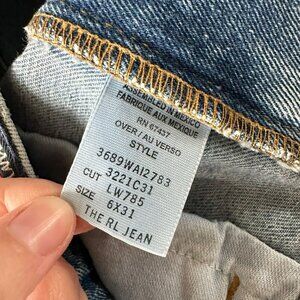 ASSEMBLED IN MEXICO
FABRIQUE AUX MEXIQUE
RN 67437
OVER / AU VERSO
STYLE
3689WAI2783
3221C31
CUT LW785
SIZE 6X31
THE RL JEAN